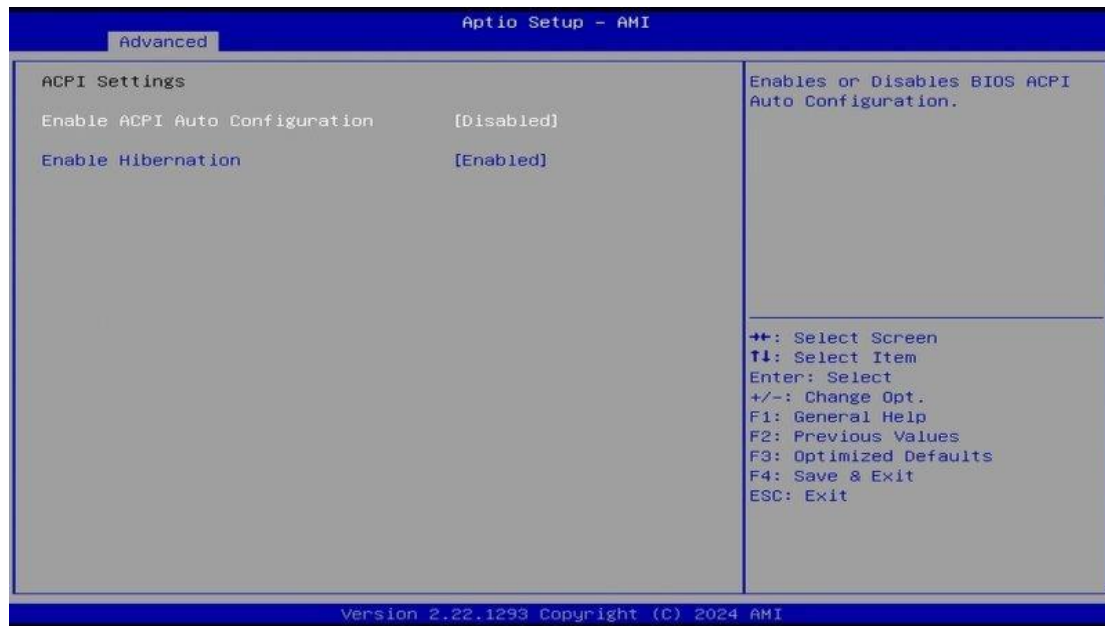 Aptio Setup - AMI
Advanced
ACPI Settings
Enable ACPI Auto Configuration [Disabled]
Enable Hibernation [Enabled]
Enables or Disables BIOS ACPI
Auto Configuration.
→←: Select Screen
↑↓: Select Item
Enter: Select
+/-: Change Opt.
F1: General Help
F2: Previous Values
F3: Optimized Defaults
F4: Save & Exit
ESC: Exit
Version 2.22.1293 Copyright (C) 2024 AMI